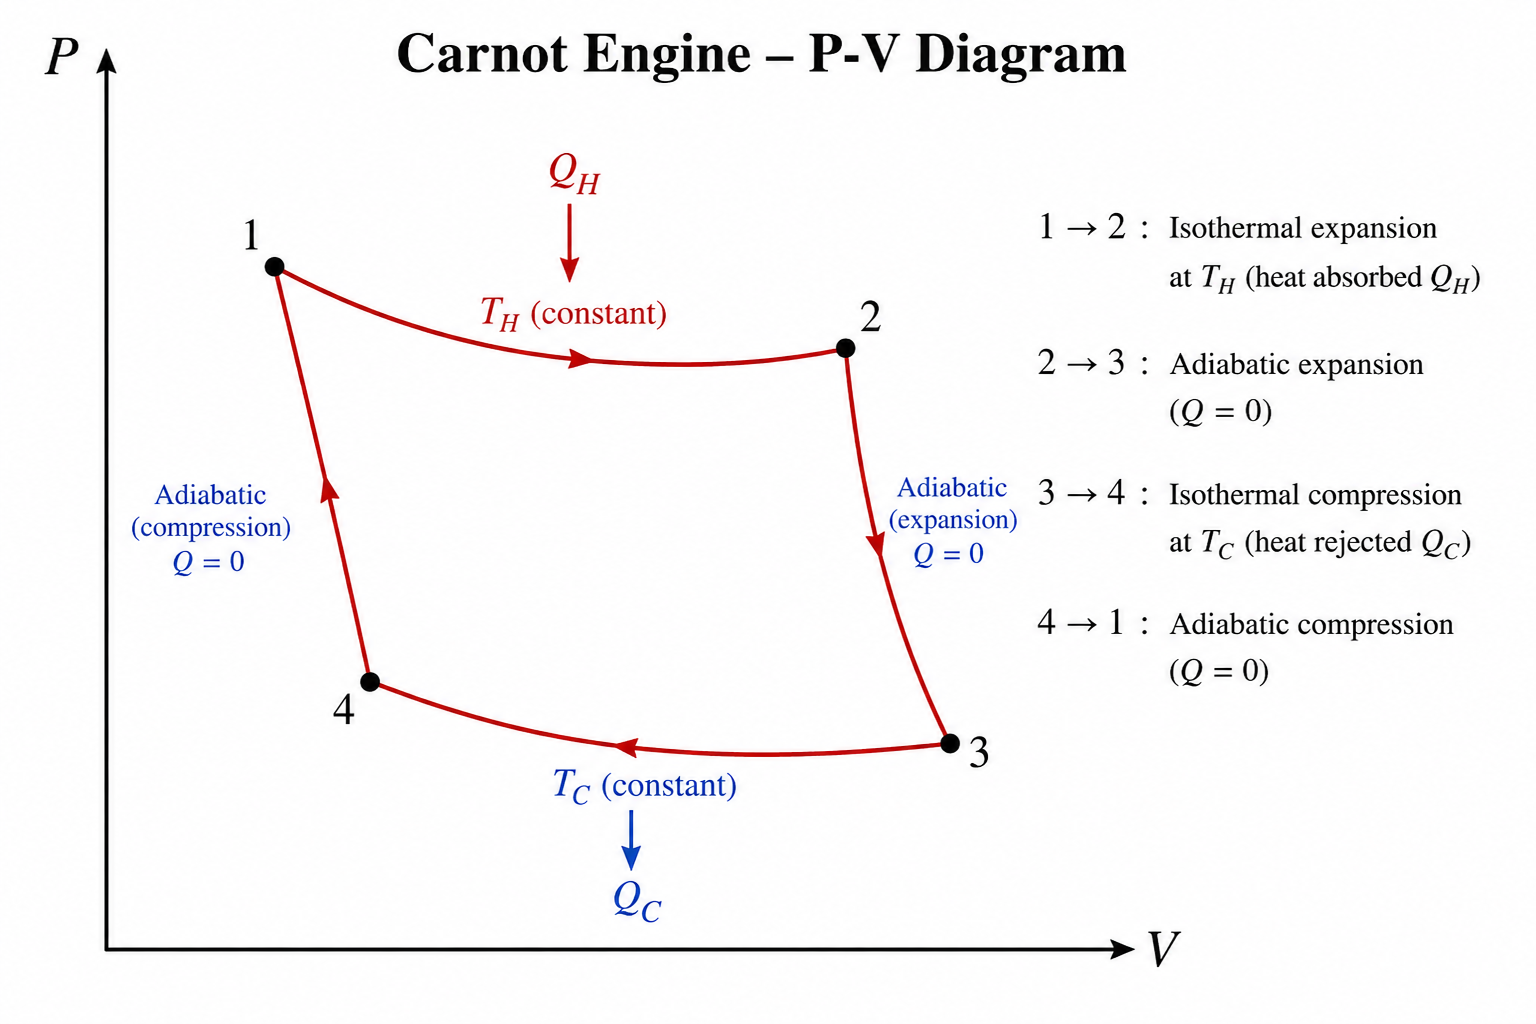 Carnot Engine – P-V Diagram
P
Q_H
1
T_H (constant)
2
Adiabatic
(compression)
Q = 0
Adiabatic
(expansion)
Q = 0
4
3
T_C (constant)
Q_C
V
1 → 2 : Isothermal expansion
at T_H (heat absorbed Q_H)
2 → 3 : Adiabatic expansion
(Q = 0)
3 → 4 : Isothermal compression
at T_C (heat rejected Q_C)
4 → 1 : Adiabatic compression
(Q = 0)